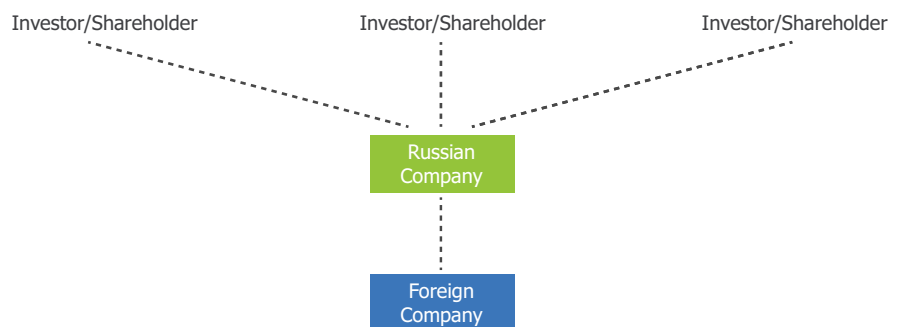 Investor/Shareholder Investor/Shareholder Investor/Shareholder
Russian
Company
Foreign
Company